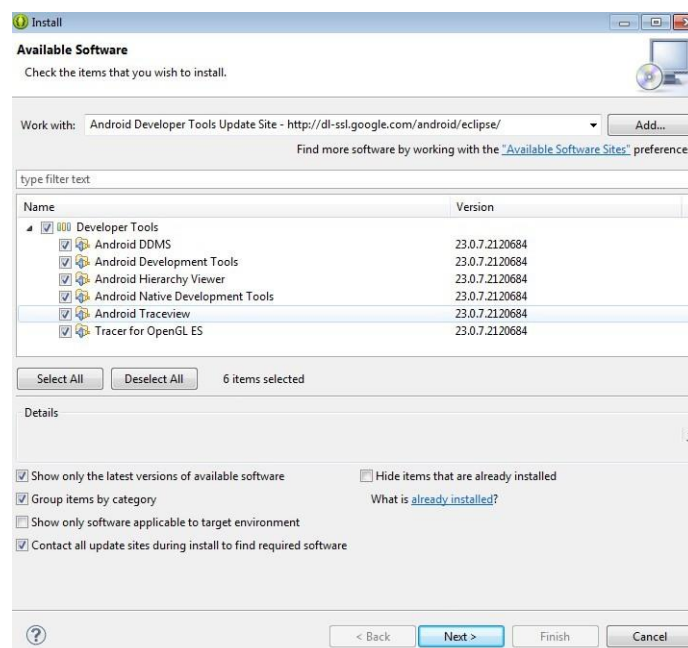 Install
Available Software
Check the items that you wish to install.
Work with: Android Developer Tools Update Site - http://dl-ssl.google.com/android/eclipse/ Add...
Find more software by working with the "Available Software Sites" preference
type filter text
Name Version
Developer Tools
Android DDMS 23.0.7.2120684
Android Development Tools 23.0.7.2120684
Android Hierarchy Viewer 23.0.7.2120684
Android Native Development Tools 23.0.7.2120684
Android Traceview 23.0.7.2120684
Tracer for OpenGL ES 23.0.7.2120684
Select All Deselect All 6 items selected
Details
Show only the latest versions of available software Hide items that are already installed
Group items by category What is already installed?
Show only software applicable to target environment
Contact all update sites during install to find required software
? < Back Next > Finish Cancel